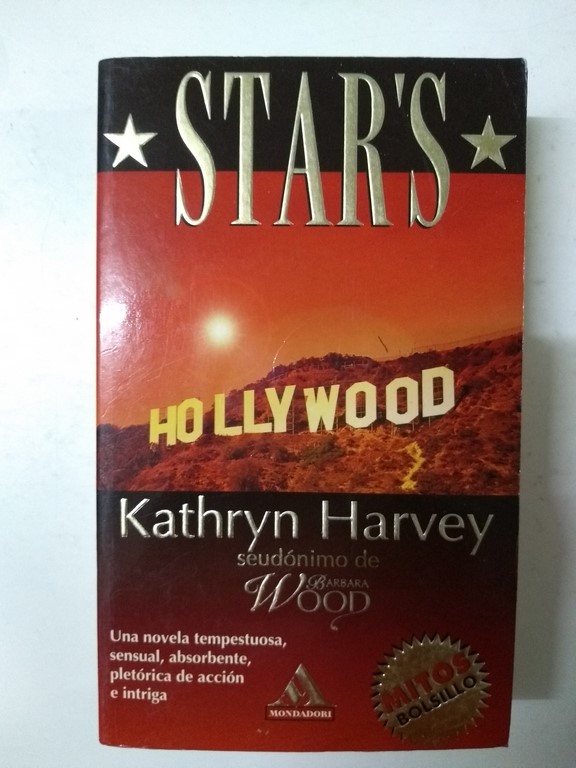 STAR'S
HOLLYWOOD
Kathryn Harvey
seudónimo de
BARBARA
WOOD
Una novela tempestuosa,
sensual, absorbente,
pletórica de acción
e intriga
MONDADORI
MITOS
BOLSILLO